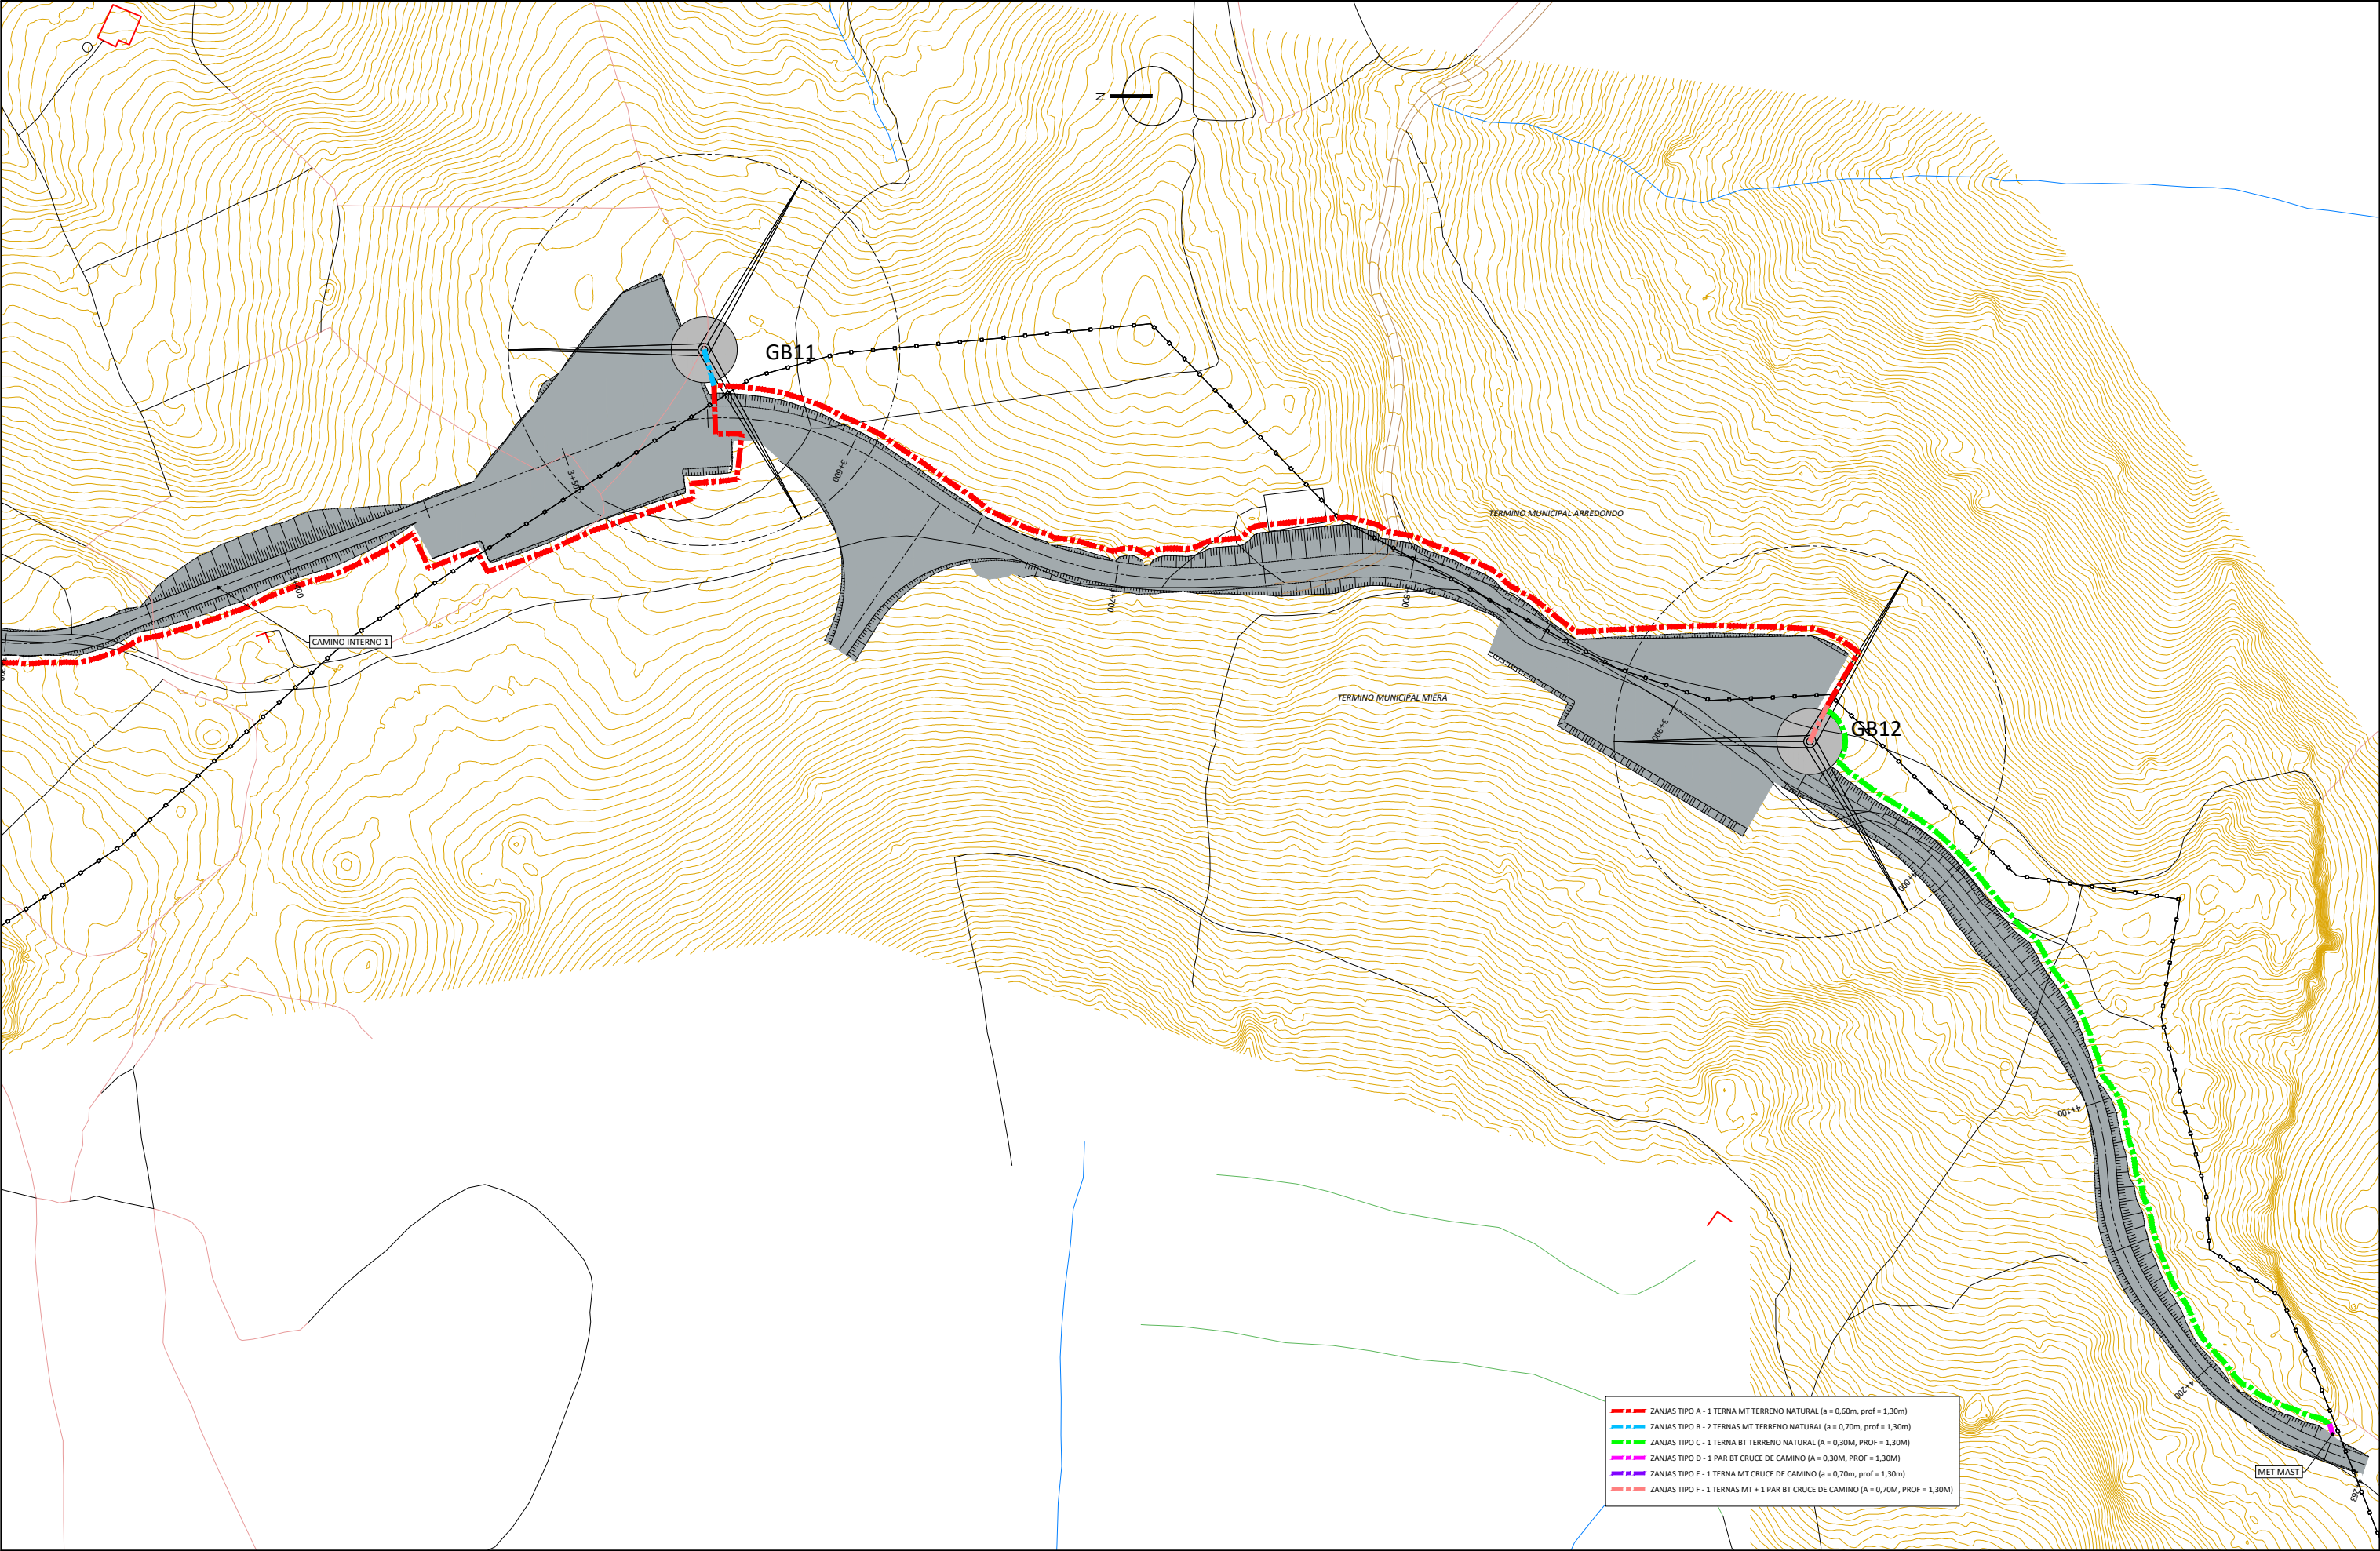 N
GB11
3+600
3+500
TERMINO MUNICIPAL ARREDONDO
3+700
3+800
CAMINO INTERNO 1
TERMINO MUNICIPAL MIERA
3+900
GB12
4+000
4+100
4+200
ZANJAS TIPO A - 1 TERNA MT TERRENO NATURAL (a = 0,60m, prof = 1,30m)
ZANJAS TIPO B - 2 TERNAS MT TERRENO NATURAL (a = 0,70m, prof = 1,30m)
ZANJAS TIPO C - 1 TERNA BT TERRENO NATURAL (A = 0,30M, PROF = 1,30M)
ZANJAS TIPO D - 1 PAR BT CRUCE DE CAMINO (A = 0,30M, PROF = 1,30M)
ZANJAS TIPO E - 1 TERNA MT CRUCE DE CAMINO (a = 0,70m, prof = 1,30m)
ZANJAS TIPO F - 1 TERNAS MT + 1 PAR BT CRUCE DE CAMINO (A = 0,70M, PROF = 1,30M)
MET MAST